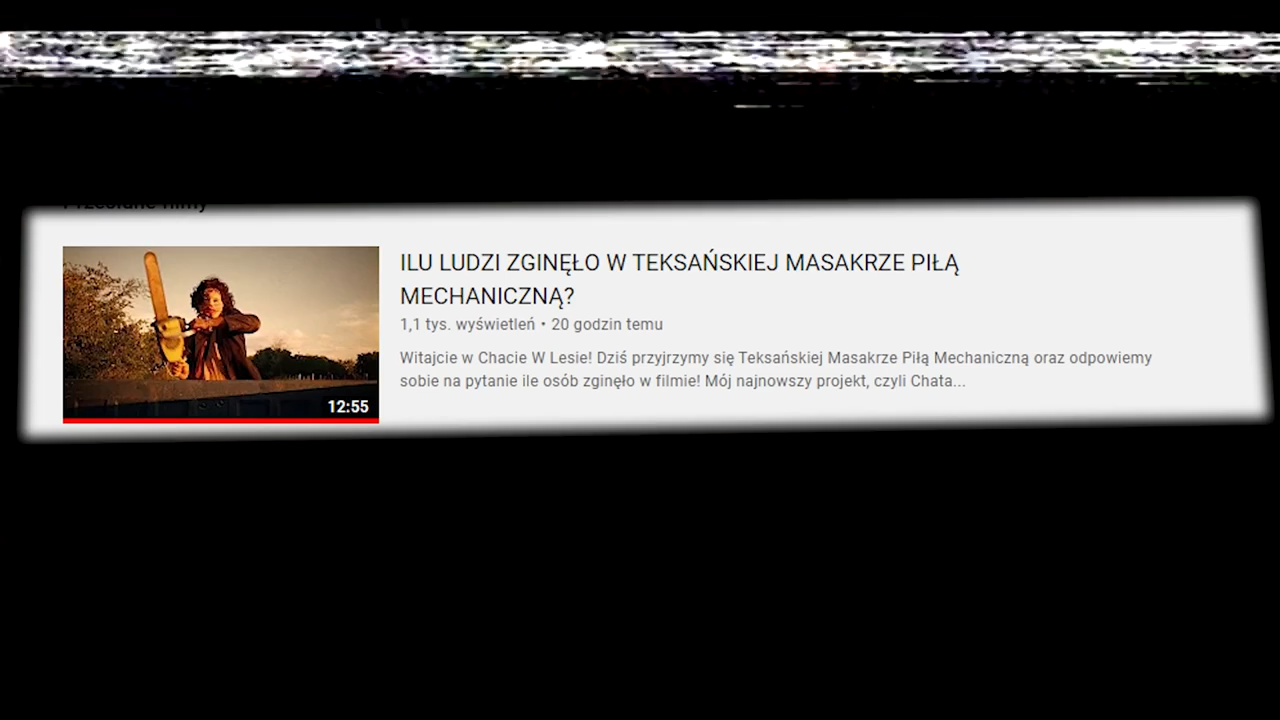 Przesłane filmy
ILU LUDZI ZGINĘŁO W TEKSAŃSKIEJ MASAKRZE PIŁĄ
MECHANICZNĄ?
1,1 tys. wyświetleń • 20 godzin temu
Witajcie w Chacie W Lesie! Dziś przyjrzymy się Teksańskiej Masakrze Piłą Mechaniczną oraz odpowiemy
sobie na pytanie ile osób zginęło w filmie! Mój najnowszy projekt, czyli Chata...
12:55